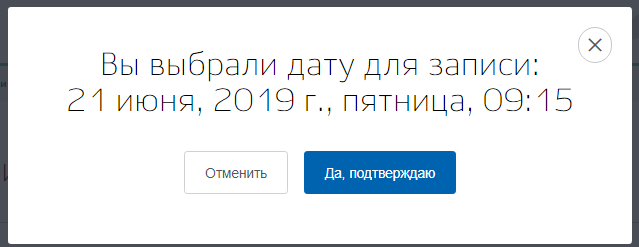 Вы выбрали дату для записи:
21 июня, 2019 г., пятница, 09:15
Отменить
Да, подтверждаю